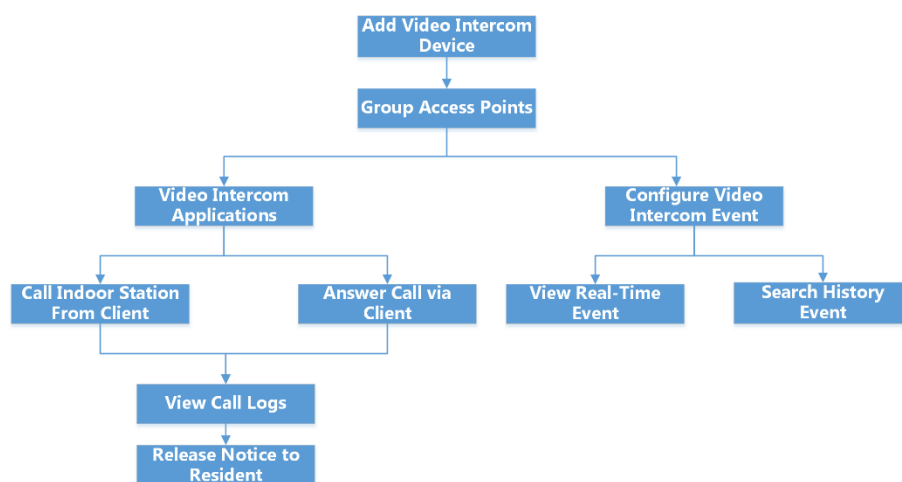 Add Video Intercom
Device
Group Access Points
Video Intercom
Applications
Configure Video
Intercom Event
Call Indoor Station
From Client
Answer Call via
Client
View Real-Time
Event
Search History
Event
View Call Logs
Release Notice to
Resident